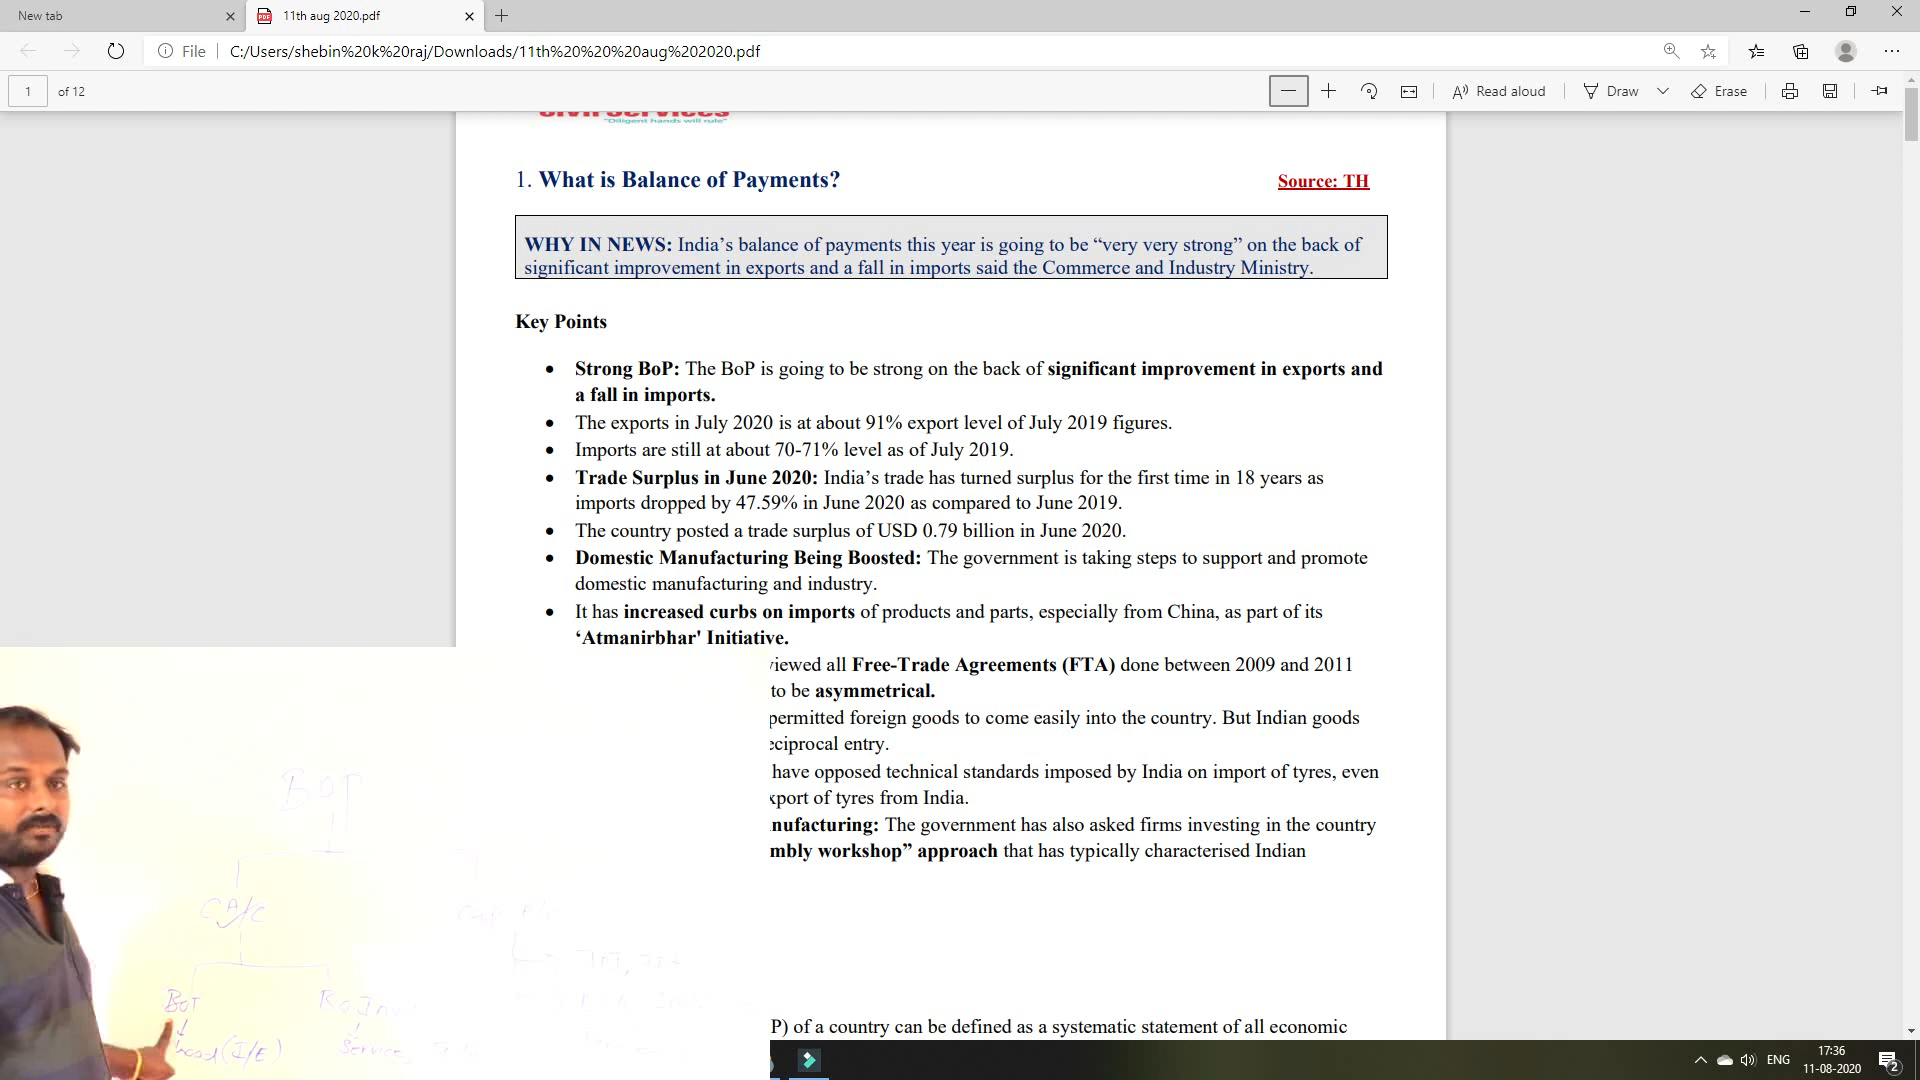 New tab
11th aug 2020.pdf
File
C:/Users/shebin%20k%20raj/Downloads/11th%20%20%20aug%202020.pdf
1 of 12
Read aloud
Draw
Erase
Civil Services
"Diligent hands will rule"
1. What is Balance of Payments?
Source: TH
WHY IN NEWS: India’s balance of payments this year is going to be “very very strong” on the back of
significant improvement in exports and a fall in imports said the Commerce and Industry Ministry.
Key Points
• Strong BoP: The BoP is going to be strong on the back of significant improvement in exports and
a fall in imports.
• The exports in July 2020 is at about 91% export level of July 2019 figures.
• Imports are still at about 70-71% level as of July 2019.
• Trade Surplus in June 2020: India’s trade has turned surplus for the first time in 18 years as
imports dropped by 47.59% in June 2020 as compared to June 2019.
• The country posted a trade surplus of USD 0.79 billion in June 2020.
• Domestic Manufacturing Being Boosted: The government is taking steps to support and promote
domestic manufacturing and industry.
• It has increased curbs on imports of products and parts, especially from China, as part of its
‘Atmanirbhar' Initiative.
viewed all Free-Trade Agreements (FTA) done between 2009 and 2011
to be asymmetrical.
permitted foreign goods to come easily into the country. But Indian goods
eciprocal entry.
have opposed technical standards imposed by India on import of tyres, even
xport of tyres from India.
nufacturing: The government has also asked firms investing in the country
mbly workshop” approach that has typically characterised Indian
P) of a country can be defined as a systematic statement of all economic
BOP
CA/C
BoT
(I/E)
Service
ENG
17:36
11-08-2020
2